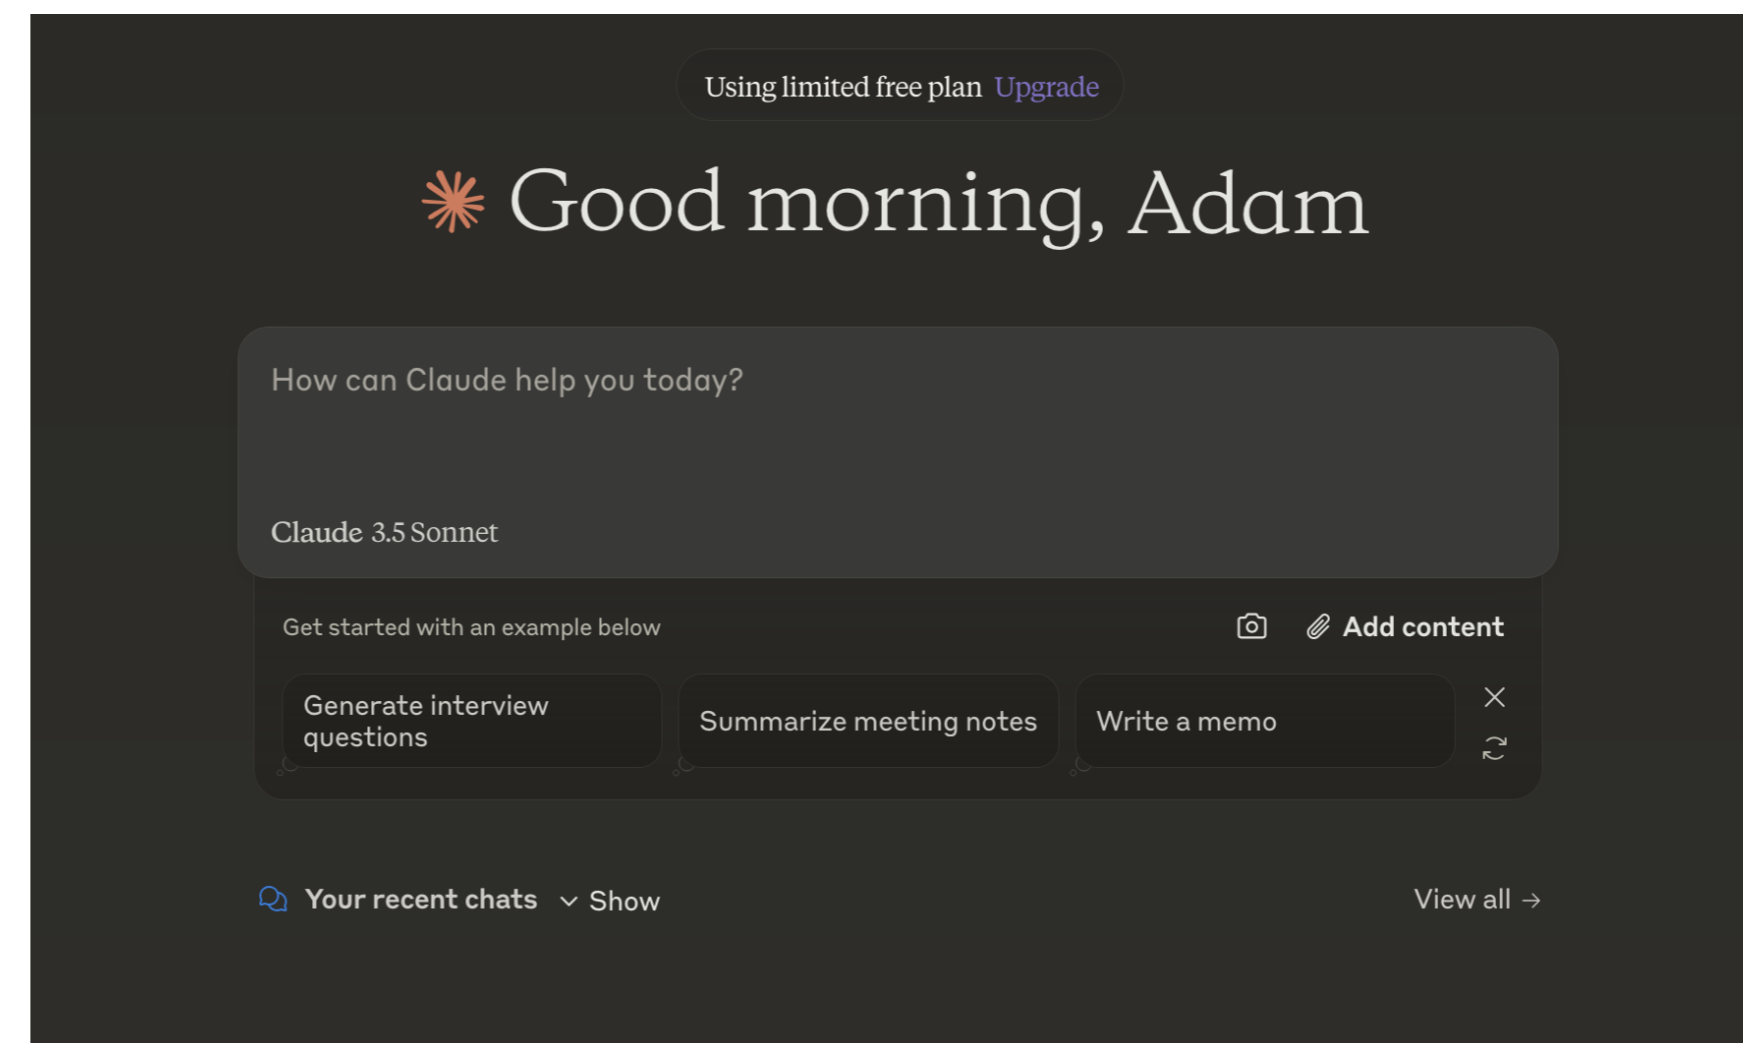 Using limited free plan Upgrade
Good morning, Adam
How can Claude help you today?
Claude 3.5 Sonnet
Get started with an example below
Add content
Generate interview
questions
Summarize meeting notes
Write a memo
Your recent chats
Show
View all →